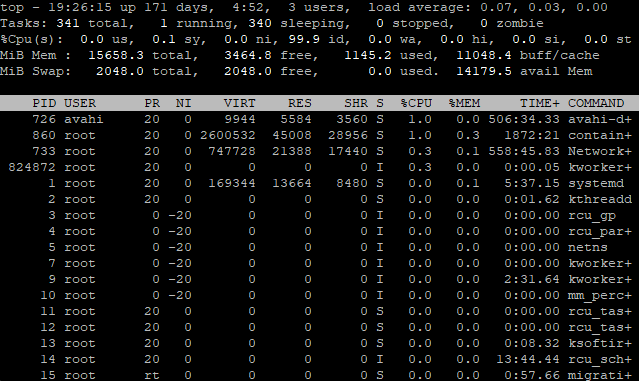 top - 19:26:15 up 171 days,  4:52,  3 users,  load average: 0.07, 0.03, 0.00
Tasks: 341 total,   1 running, 340 sleeping,   0 stopped,   0 zombie
%Cpu(s):  0.0 us,  0.1 sy,  0.0 ni, 99.9 id,  0.0 wa,  0.0 hi,  0.0 si,  0.0 st
MiB Mem :  15658.3 total,   3464.8 free,   1145.2 used,  11048.4 buff/cache
MiB Swap:   2048.0 total,   2048.0 free,      0.0 used.  14179.5 avail Mem
PID USER      PR  NI    VIRT    RES    SHR S  %CPU  %MEM     TIME+ COMMAND
726 avahi     20   0    9944   5584   3560 S   1.0   0.0 506:34.33 avahi-d+
860 root      20   0 2600532  45008  28956 S   1.0   0.3   1872:21 contain+
733 root      20   0  747728  21388  17440 S   0.3   0.1 558:45.83 Network+
824872 root      20   0       0      0      0 I   0.3   0.0   0:00.05 kworker+
1 root      20   0  169344  13664   8480 S   0.0   0.1   5:37.15 systemd
2 root      20   0       0      0      0 S   0.0   0.0   0:01.62 kthreadd
3 root       0 -20       0      0      0 I   0.0   0.0   0:00.00 rcu_gp
4 root       0 -20       0      0      0 I   0.0   0.0   0:00.00 rcu_par+
5 root       0 -20       0      0      0 I   0.0   0.0   0:00.00 netns
7 root       0 -20       0      0      0 I   0.0   0.0   0:00.00 kworker+
9 root       0 -20       0      0      0 I   0.0   0.0   2:31.64 kworker+
10 root       0 -20       0      0      0 I   0.0   0.0   0:00.00 mm_perc+
11 root      20   0       0      0      0 S   0.0   0.0   0:00.00 rcu_tas+
12 root      20   0       0      0      0 S   0.0   0.0   0:00.00 rcu_tas+
13 root      20   0       0      0      0 S   0.0   0.0   0:08.32 ksoftir+
14 root      20   0       0      0      0 I   0.0   0.0  13:44.44 rcu_sch+
15 root      rt   0       0      0      0 S   0.0   0.0   0:57.66 migrati+